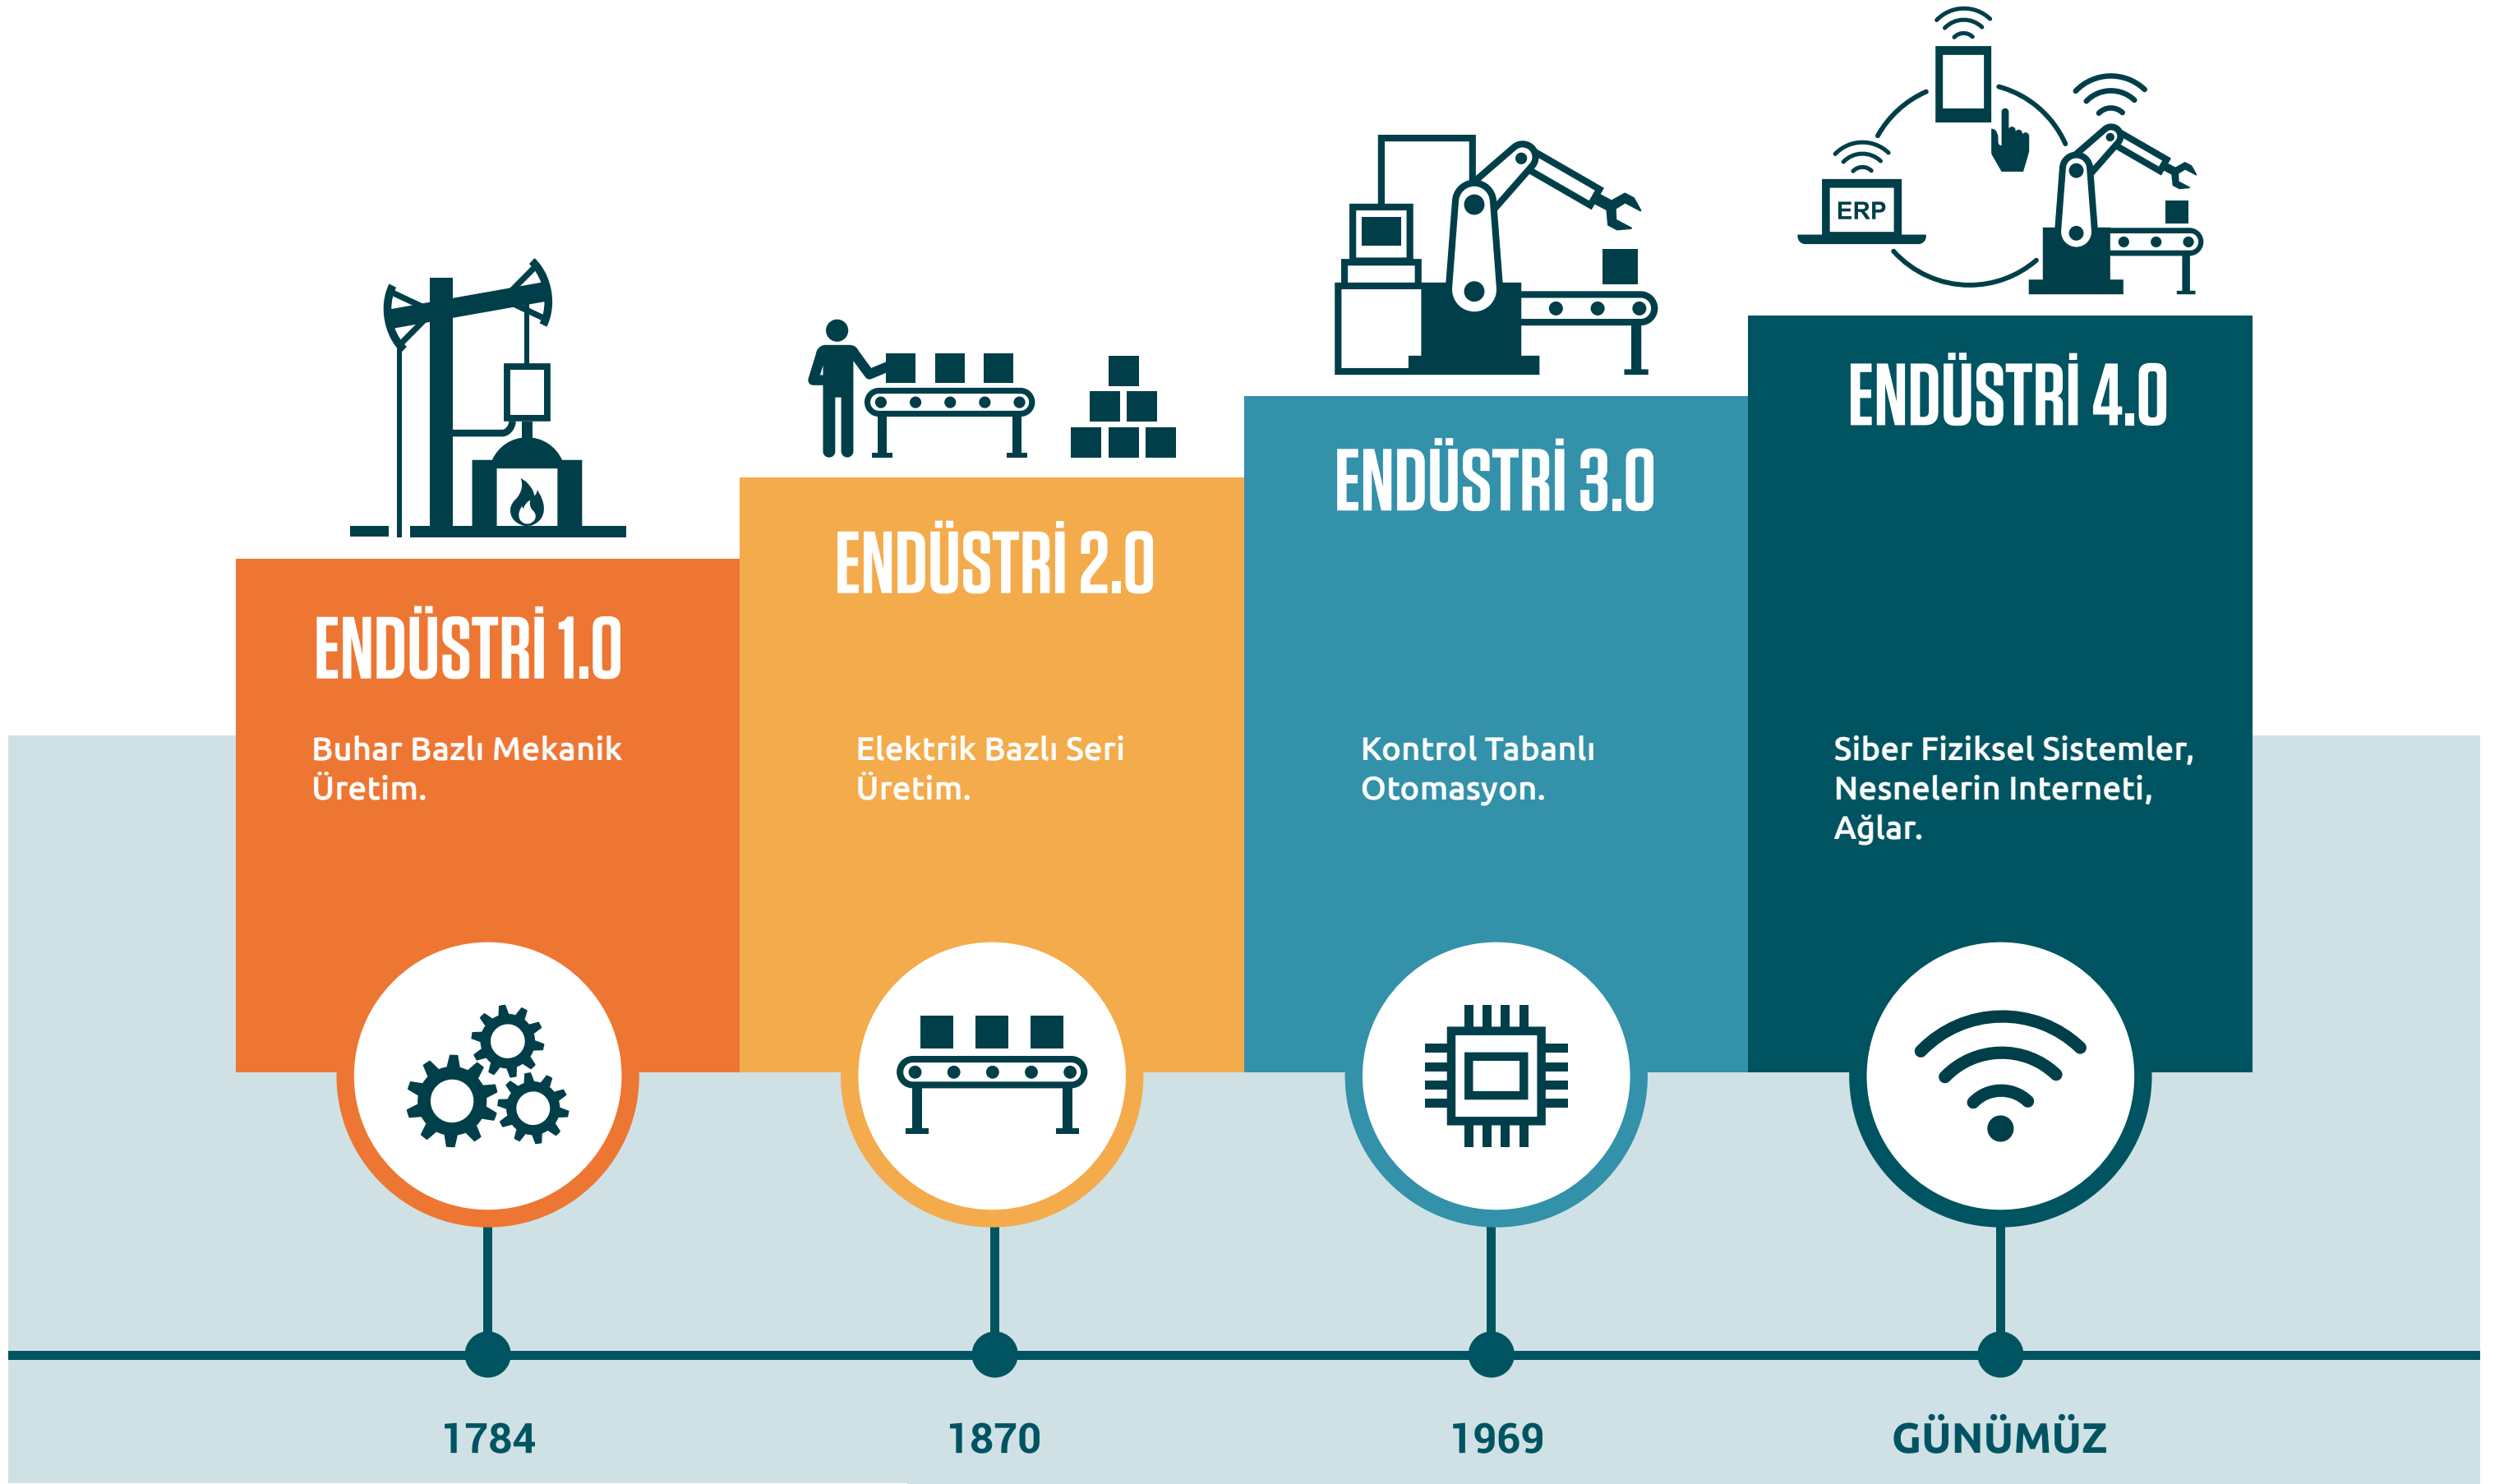 ERP
ENDÜSTRİ 1.0
Buhar Bazlı Mekanik
Üretim.
ENDÜSTRİ 2.0
Elektrik Bazlı Seri
Üretim.
ENDÜSTRİ 3.0
Kontrol Tabanlı
Otomasyon.
ENDÜSTRİ 4.0
Siber Fiziksel Sistemler,
Nesnelerin Interneti,
Ağlar.
1784
1870
1969
GÜNÜMÜZ